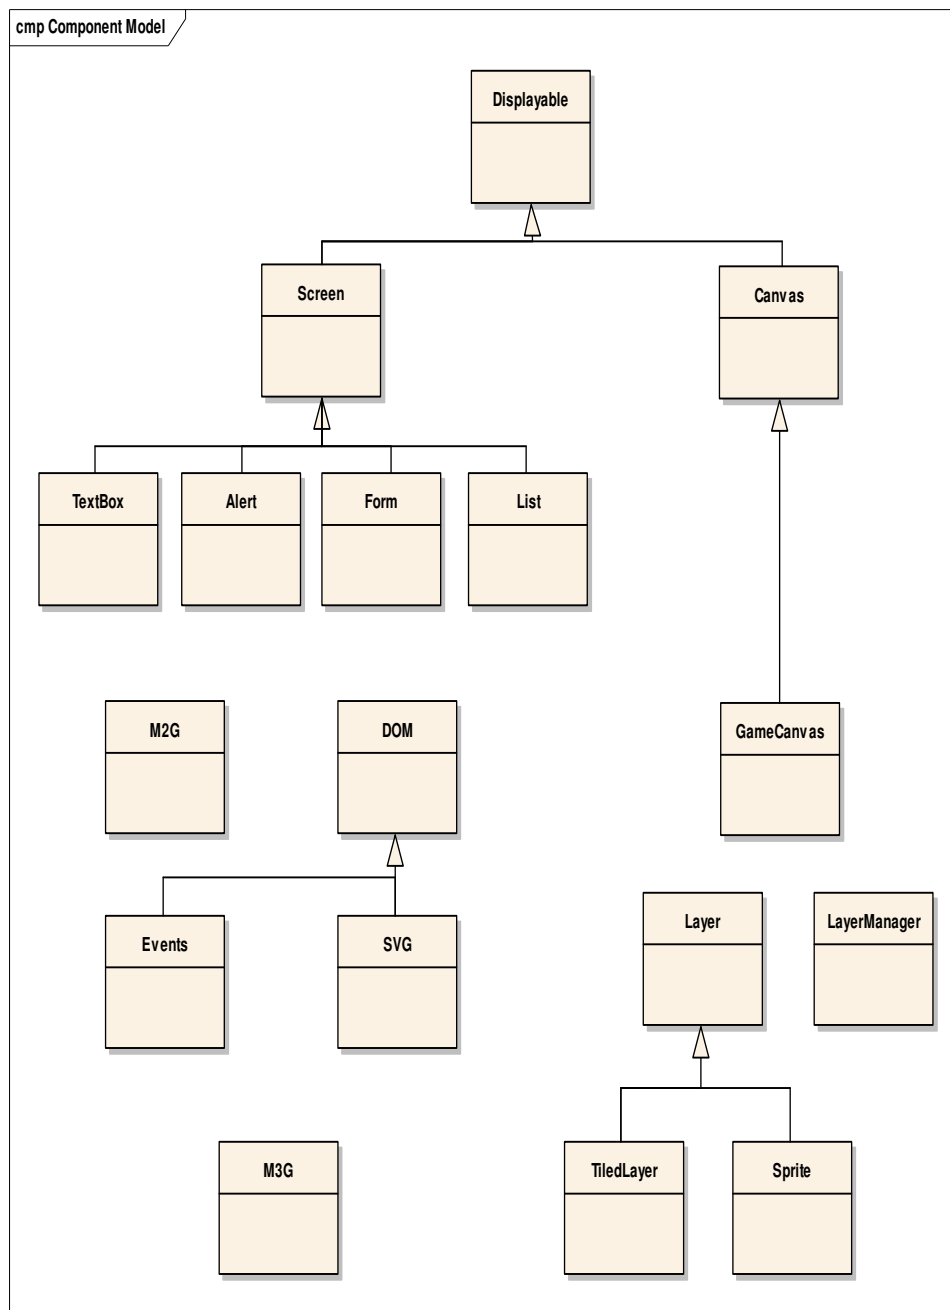 cmp Component Model
Displayable
Screen
Canvas
TextBox
Alert
Form
List
M2G
DOM
GameCanvas
Events
SVG
Layer
LayerManager
M3G
TiledLayer
Sprite